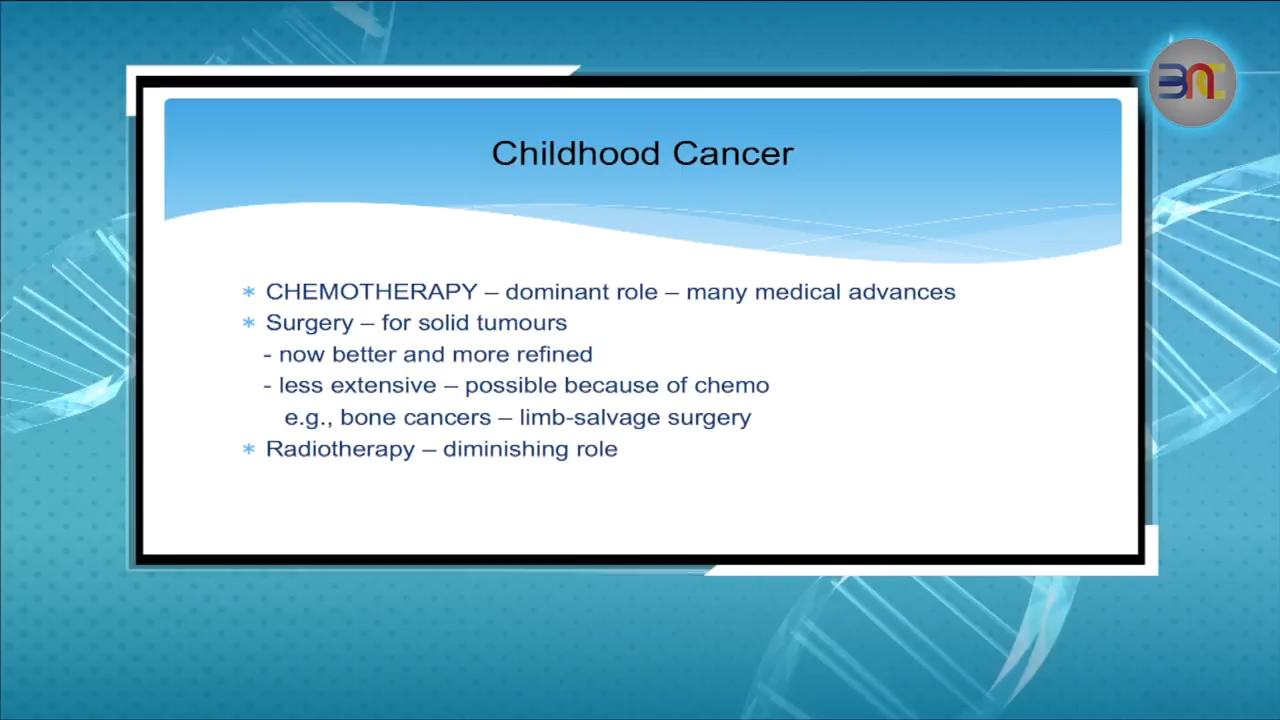 Childhood Cancer
CHEMOTHERAPY – dominant role – many medical advances
Surgery – for solid tumours
- now better and more refined
- less extensive – possible because of chemo
e.g., bone cancers – limb-salvage surgery
Radiotherapy – diminishing role